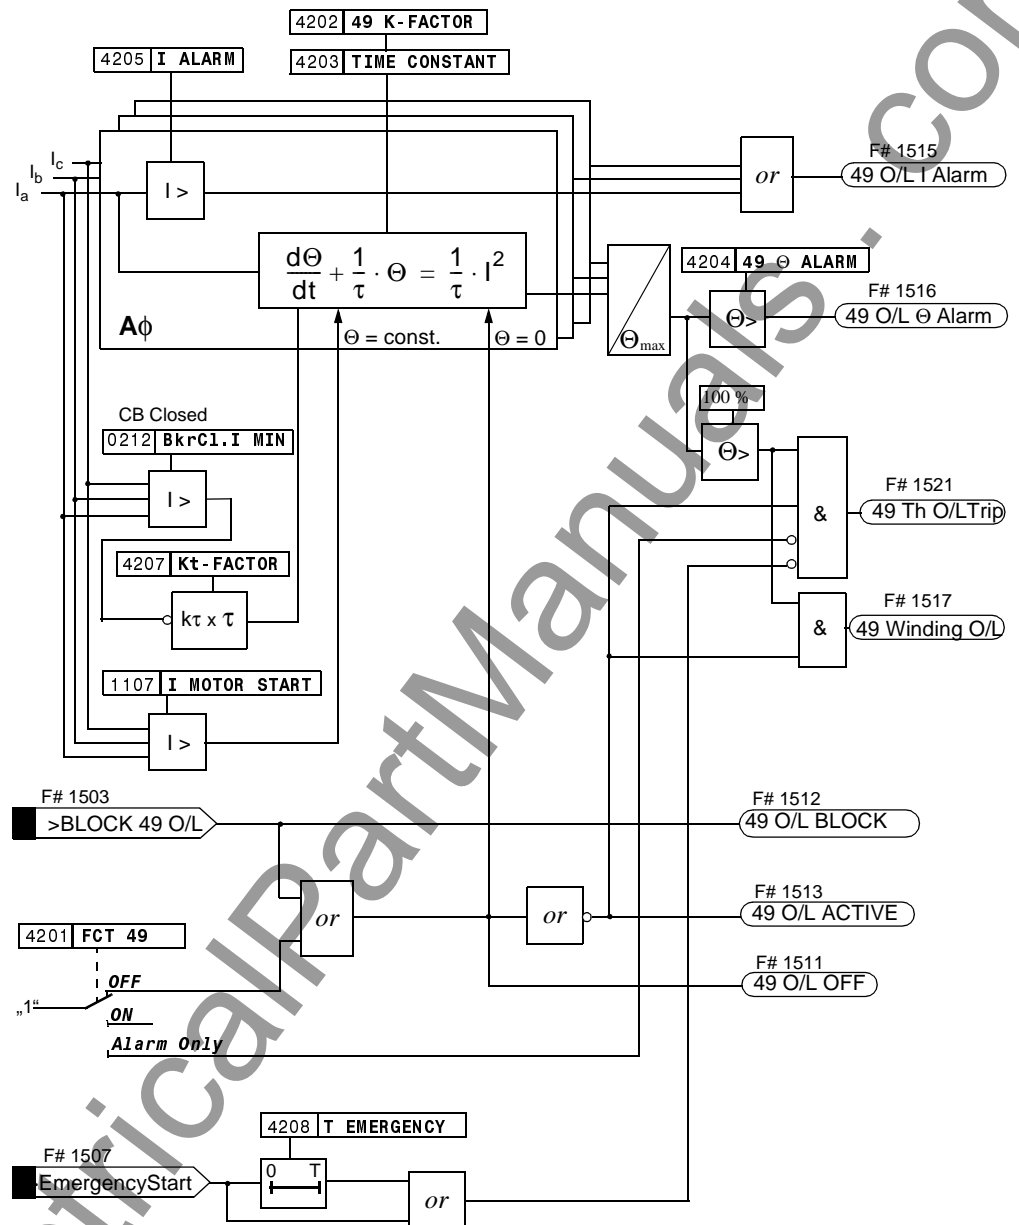 4202 49 K-FACTOR
4205 I ALARM
4203 TIME CONSTANT
Ic
Ib
Ia
I >
or
F# 1515
49 O/L I Alarm
dΘ/dt + 1/τ · Θ = 1/τ · I²
Aϕ
Θ = const.
Θ = 0
Θmax
4204 49 Θ ALARM
Θ>
F# 1516
49 O/L Θ Alarm
100 %
Θ>
CB Closed
0212 BkrCl.I MIN
I >
&
F# 1521
49 Th O/LTrip
4207 Kt-FACTOR
kτ x τ
&
F# 1517
49 Winding O/L
1107 I MOTOR START
I >
F# 1503
>BLOCK 49 O/L
F# 1512
49 O/L BLOCK
or
or
F# 1513
49 O/L ACTIVE
4201 FCT 49
F# 1511
49 O/L OFF
„1“
OFF
ON
Alarm Only
4208 T EMERGENCY
F# 1507
EmergencyStart
0 T
or
ctricalPartManuals . com